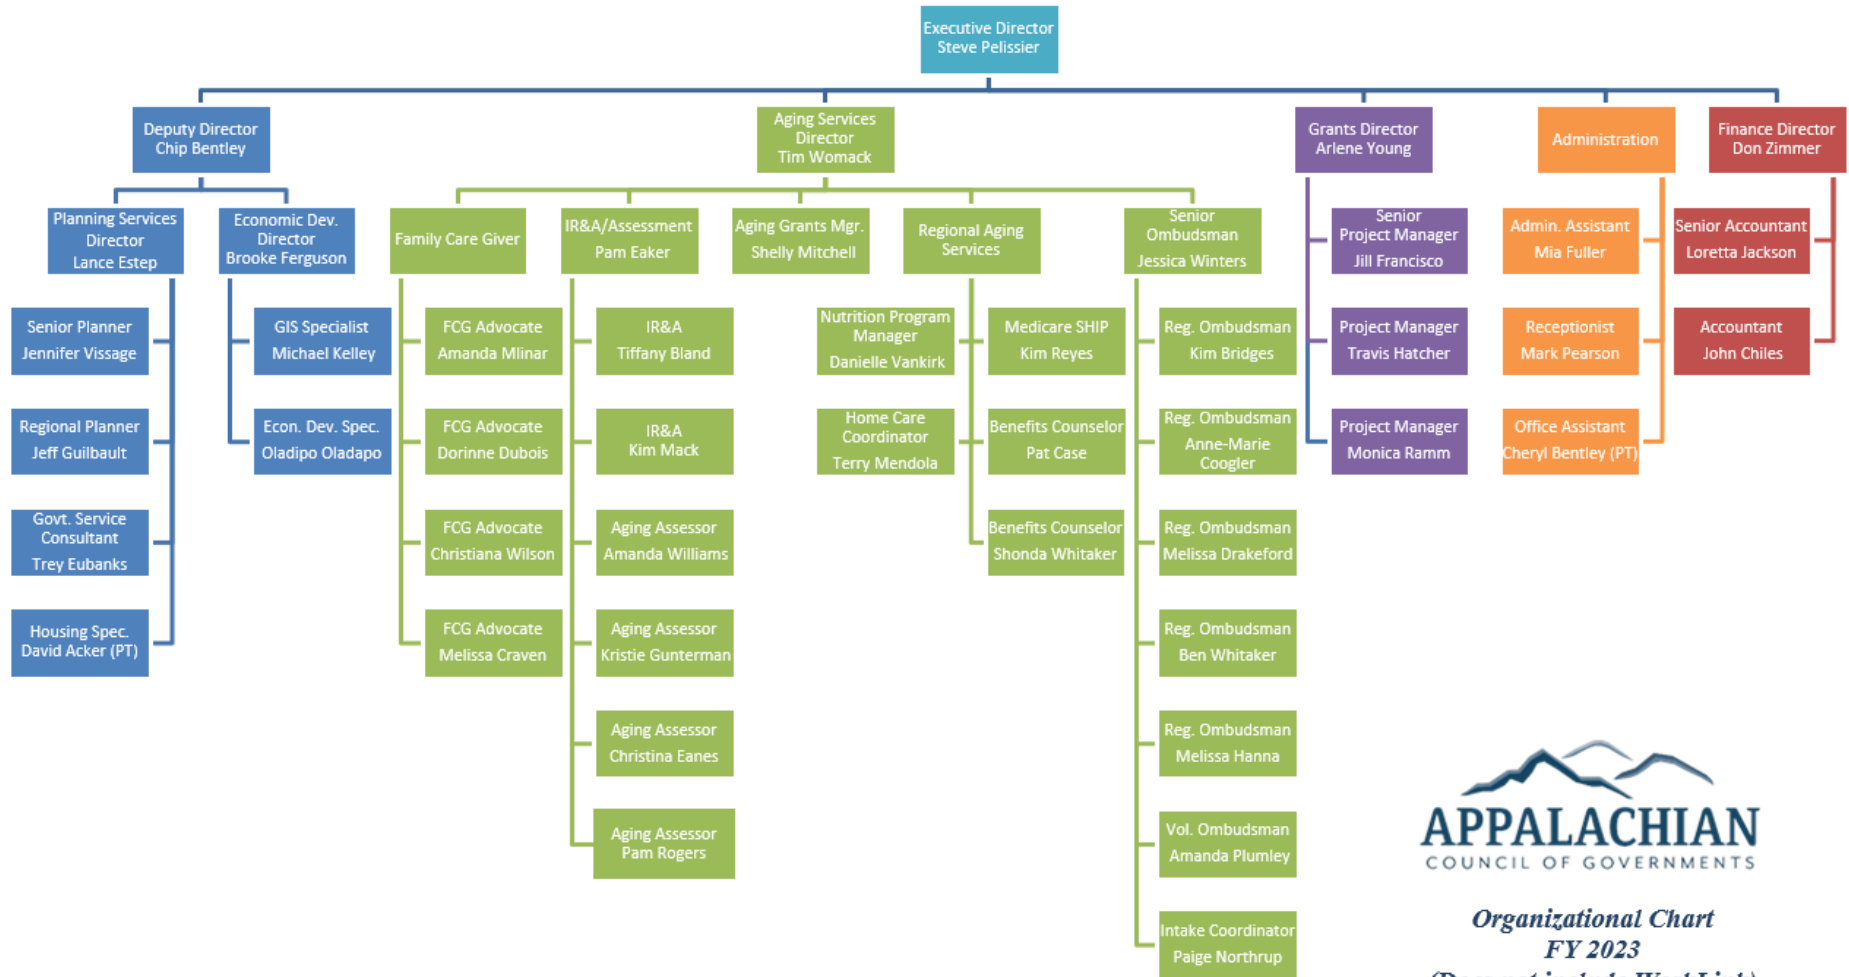 Executive Director
Steve Pelissier
Deputy Director
Chip Bentley
Aging Services
Director
Tim Womack
Grants Director
Arlene Young
Administration
Finance Director
Don Zimmer
Planning Services
Director
Lance Estep
Economic Dev.
Director
Brooke Ferguson
Family Care Giver
IR&A/Assessment
Pam Eaker
Aging Grants Mgr.
Shelly Mitchell
Regional Aging
Services
Senior
Ombudsman
Jessica Winters
Senior
Project Manager
Jill Francisco
Admin. Assistant
Mia Fuller
Senior Accountant
Loretta Jackson
Senior Planner
Jennifer Vissage
GIS Specialist
Michael Kelley
FCG Advocate
Amanda Mlinar
IR&A
Tiffany Bland
Nutrition Program
Manager
Danielle Vankirk
Medicare SHIP
Kim Reyes
Reg. Ombudsman
Kim Bridges
Project Manager
Travis Hatcher
Receptionist
Mark Pearson
Accountant
John Chiles
Regional Planner
Jeff Guilbault
Econ. Dev. Spec.
Oladipo Oladapo
FCG Advocate
Dorinne Dubois
IR&A
Kim Mack
Home Care
Coordinator
Terry Mendola
Benefits Counselor
Pat Case
Reg. Ombudsman
Anne-Marie
Coogler
Project Manager
Monica Ramm
Office Assistant
Cheryl Bentley (PT)
Govt. Service
Consultant
Trey Eubanks
FCG Advocate
Christiana Wilson
Aging Assessor
Amanda Williams
Benefits Counselor
Shonda Whitaker
Reg. Ombudsman
Melissa Drakeford
Housing Spec.
David Acker (PT)
FCG Advocate
Melissa Craven
Aging Assessor
Kristie Gunterman
Reg. Ombudsman
Ben Whitaker
Aging Assessor
Christina Eanes
Reg. Ombudsman
Melissa Hanna
Aging Assessor
Pam Rogers
Vol. Ombudsman
Amanda Plumley
Intake Coordinator
Paige Northrup
APPALACHIAN
COUNCIL OF GOVERNMENTS
Organizational Chart
FY 2023